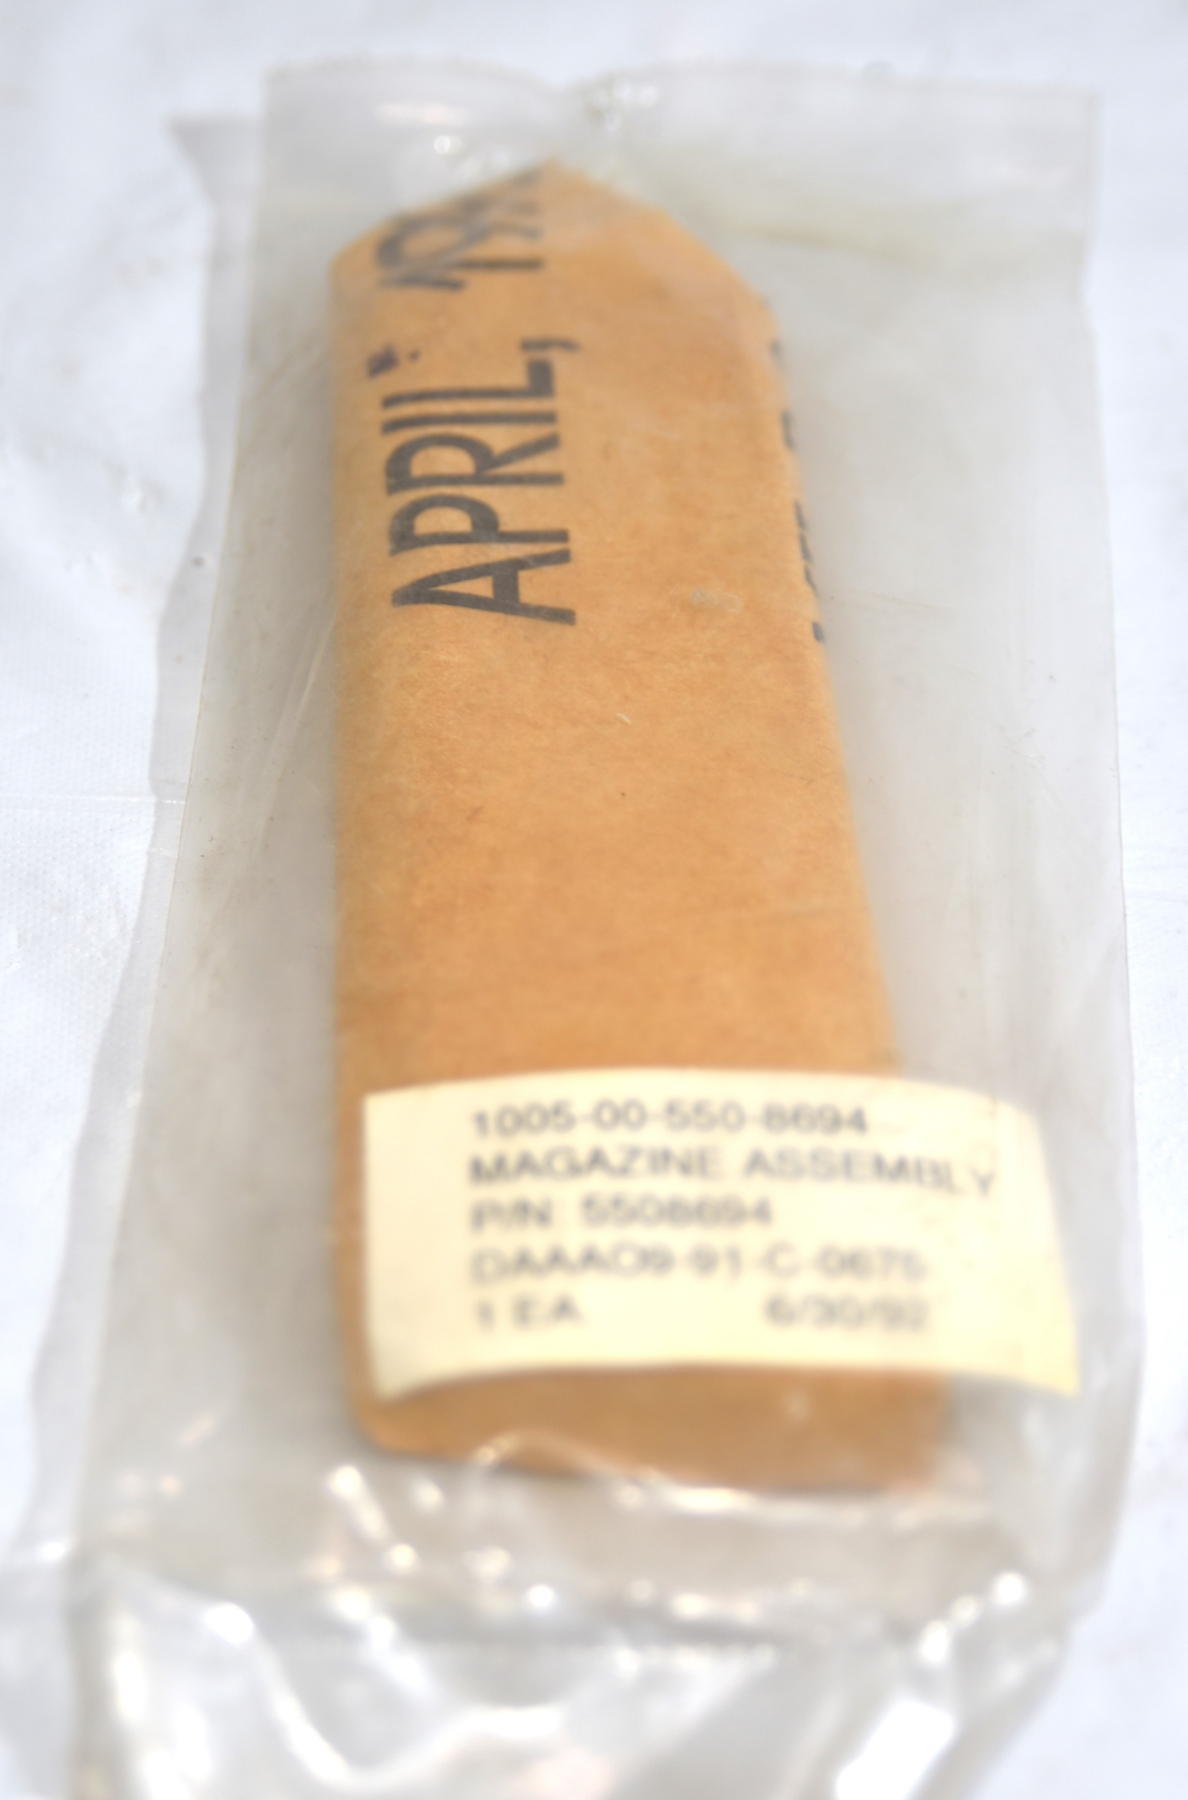 APRIL,
1005-00-550-8694
MAGAZINE ASSEMBLY
P/N: 5508694
DAAA09-91-C-0675
1 EA 6/30/92